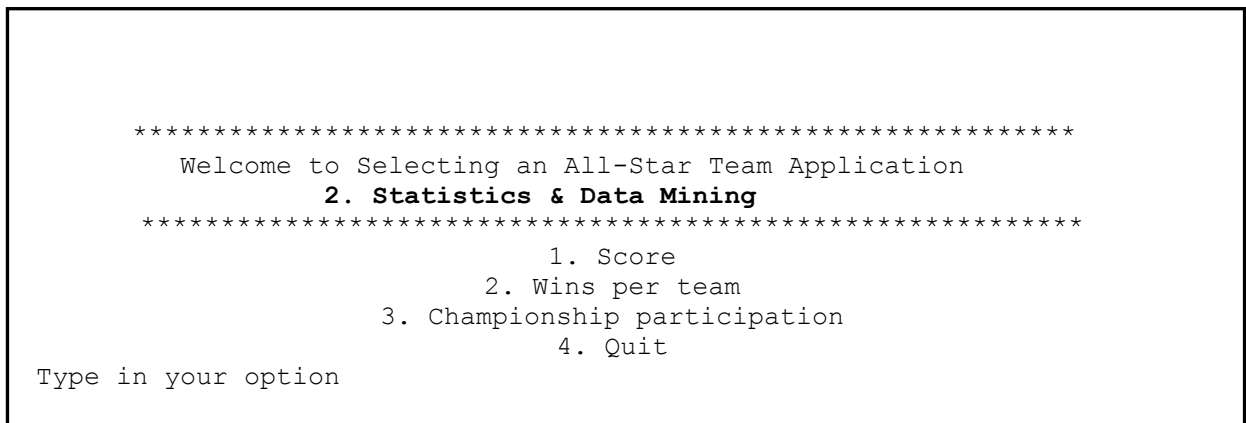 ***********************************************************
Welcome to Selecting an All-Star Team Application
2. Statistics & Data Mining
***********************************************************
1. Score
2. Wins per team
3. Championship participation
4. Quit
Type in your option